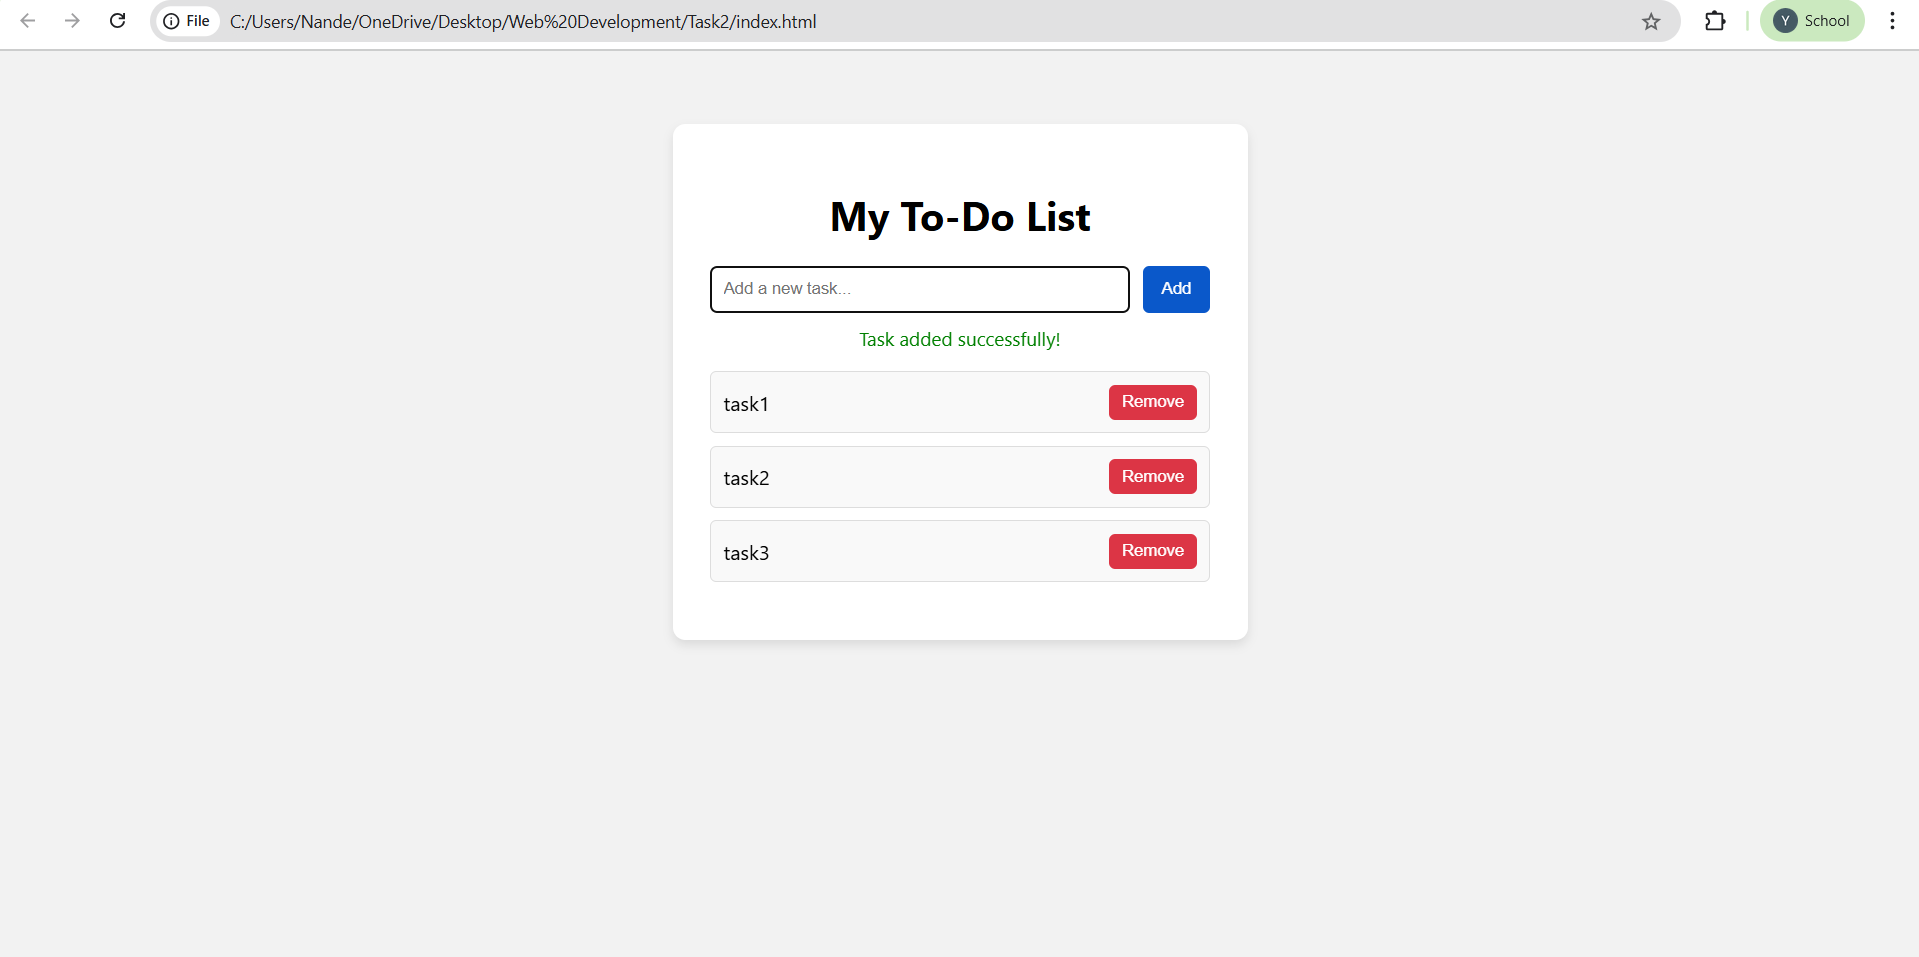 File C:/Users/Nande/OneDrive/Desktop/Web%20Development/Task2/index.html Y School
My To-Do List
Add a new task... Add
Task added successfully!
task1 Remove
task2 Remove
task3 Remove